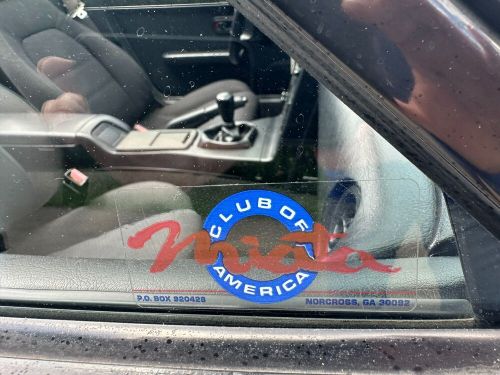 CLUB OF
Miata
AMERICA
P.O. BOX 920428
NORCROSS, GA 30092